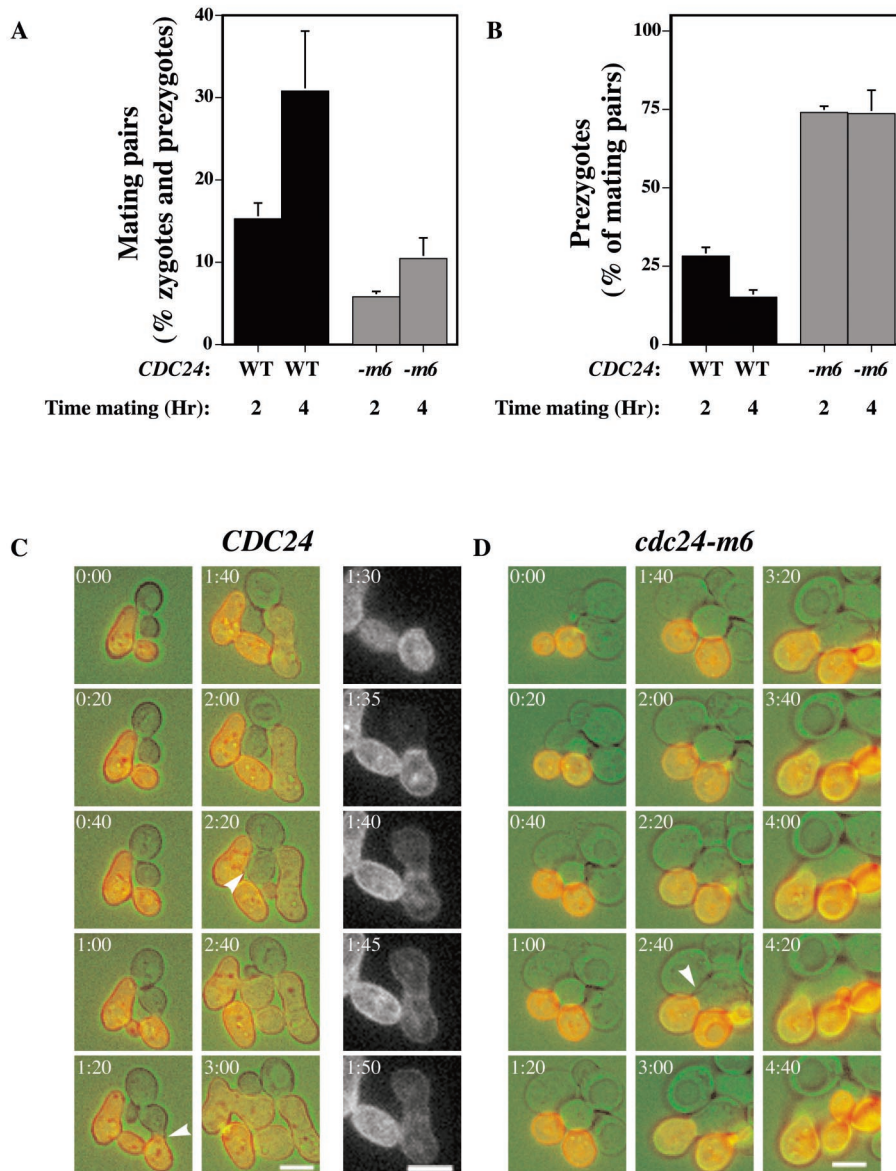 A
Mating pairs
(% zygotes and prezygotes)
40
30
20
10
0
CDC24: WT WT -m6 -m6
Time mating (Hr): 2 4 2 4
B
Prezygotes
(% of mating pairs)
100
75
50
25
0
CDC24: WT WT -m6 -m6
Time mating (Hr): 2 4 2 4
C
CDC24
0:00 1:40 1:30
0:20 2:00 1:35
0:40 2:20 1:40
1:00 2:40 1:45
1:20 3:00 1:50
D
cdc24-m6
0:00 1:40 3:20
0:20 2:00 3:40
0:40 2:20 4:00
1:00 2:40 4:20
1:20 3:00 4:40